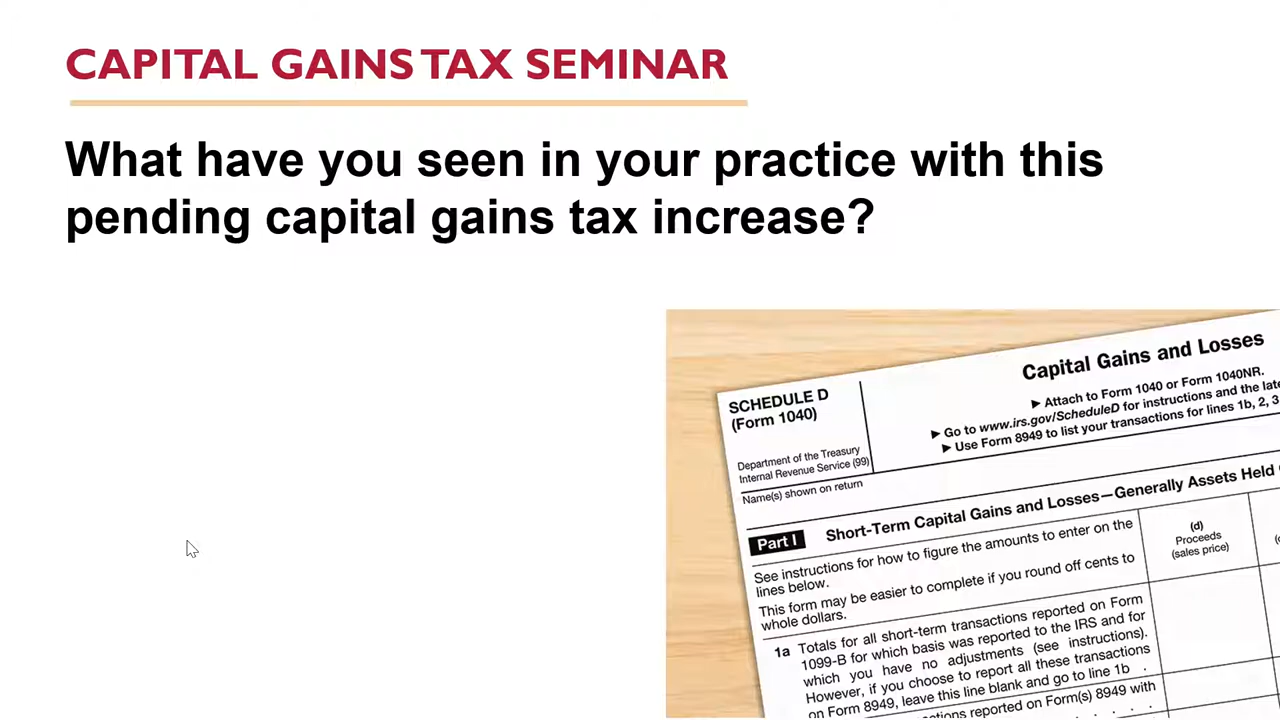 CAPITAL GAINS TAX SEMINAR
What have you seen in your practice with this
pending capital gains tax increase?
Capital Gains and Losses
SCHEDULE D
(Form 1040)
▶ Attach to Form 1040 or Form 1040NR.
▶ Go to www.irs.gov/ScheduleD for instructions and the
▶ Use Form 8949 to list your transactions for lines 1b, 2, 3
Department of the Treasury
Internal Revenue Service (99)
Name(s) shown on return
Part I Short-Term Capital Gains and Losses—Generally Assets Held
See instructions for how to figure the amounts to enter on the
lines below.
This form may be easier to complete if you round off cents to
whole dollars.
(d)
Proceeds
(sales price)
1a Totals for all short-term transactions reported on Form
1099-B for which basis was reported to the IRS and for
which you have no adjustments (see instructions).
However, if you choose to report all these transactions
on Form 8949, leave this line blank and go to line 1b .
reported on Form(s) 8949 with